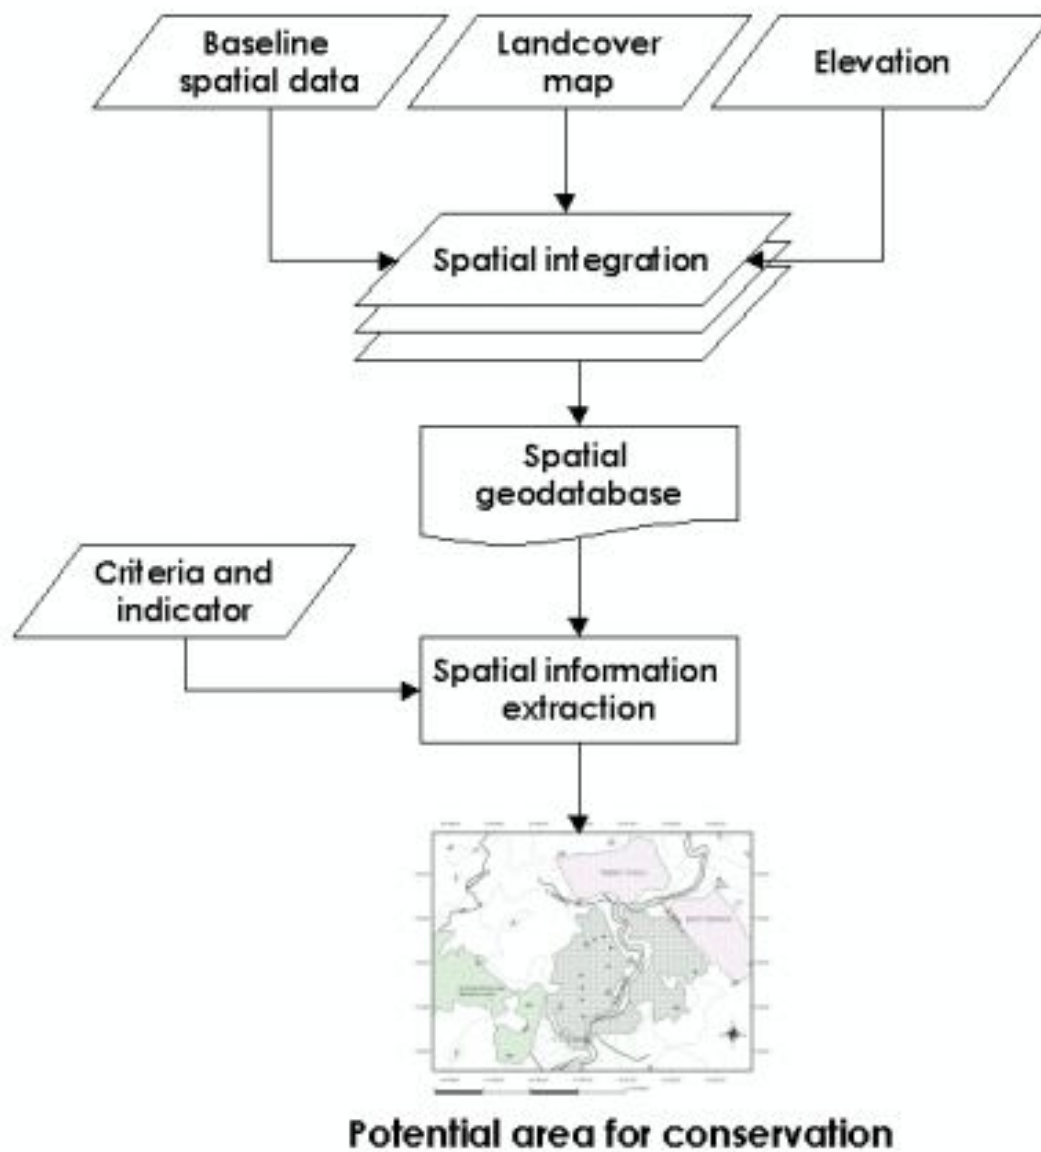 Baseline
spatial data
Landcover
map
Elevation
Spatial integration
Spatial
geodatabase
Criteria and
indicator
Spatial information
extraction
Potential area for conservation